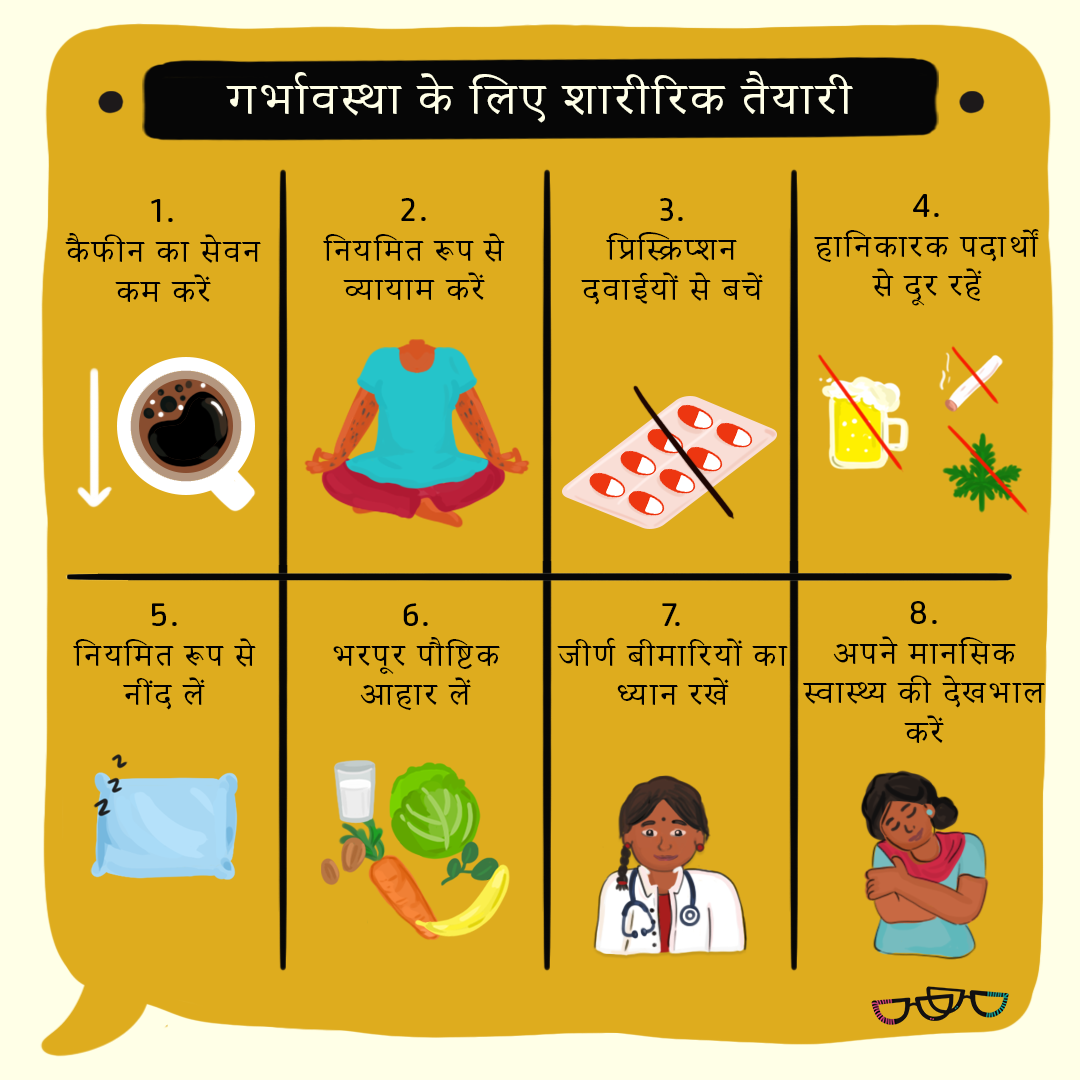 गर्भावस्था के लिए शारीरिक तैयारी
1.
कैफीन का सेवन
कम करें
2.
नियमित रूप से
व्यायाम करें
3.
प्रिस्क्रिप्शन
दवाईयों से बचें
4.
हानिकारक पदार्थों
से दूर रहें
5.
नियमित रूप से
नींद लें
z
z
z
6.
भरपूर पौष्टिक
आहार लें
7.
जीर्ण बीमारियों का
ध्यान रखें
8.
अपने मानसिक
स्वास्थ्य की देखभाल
करें